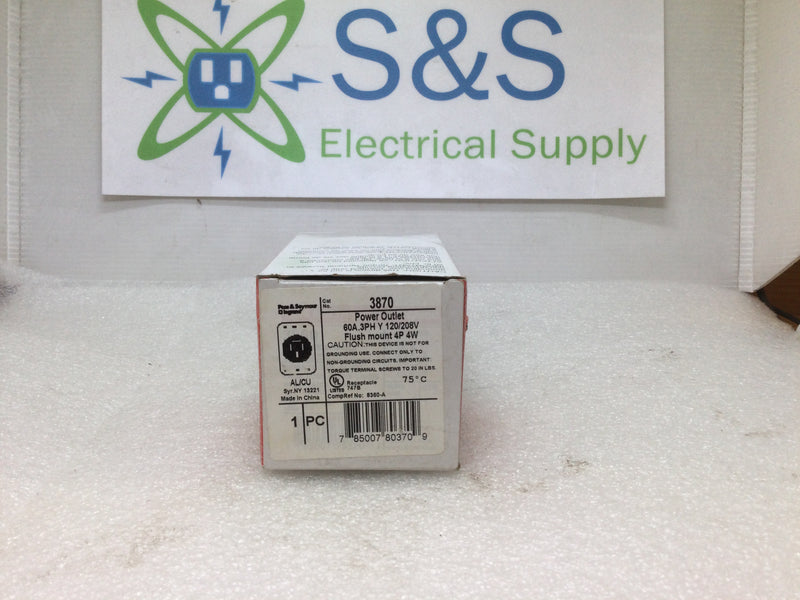 S&S
Electrical Supply
Pass & Seymour
legrand
Cat
No.
3870
Power Outlet
60A,3PH Y 120/208V
Flush mount 4P 4W
CAUTION:THIS DEVICE IS NOT FOR
GROUNDING USE. CONNECT ONLY TO
NON-GROUNDING CIRCUITS. IMPORTANT
TORQUE TERMINAL SCREWS TO 20 IN LBS.
AL/CU
Syr.NY 13221
Made in China
UL
LISTED
Receptacle
747B
75°C
CompRef No: 8360-A
1 PC
7 85007 80370 9